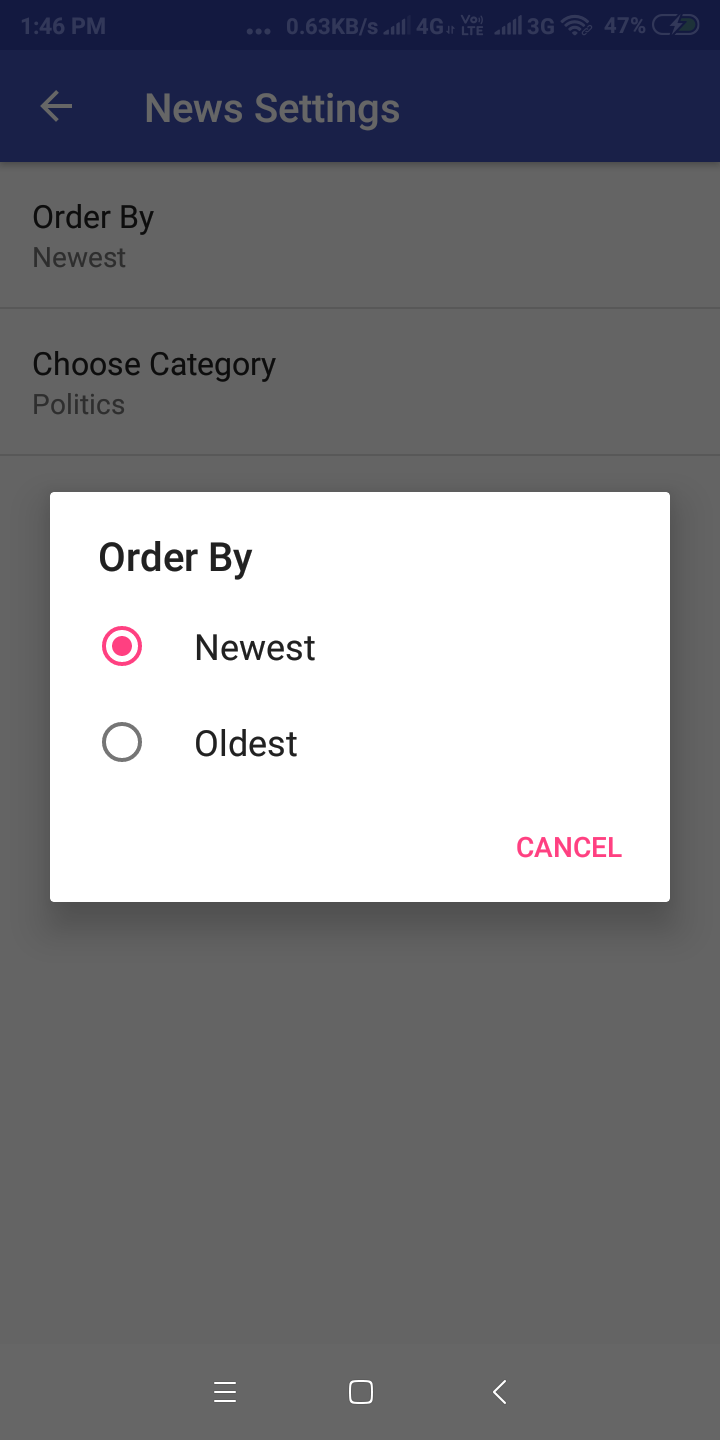 1:46 PM ... 0.63KB/s 4G Vo) LTE 3G 47%
News Settings
Order By
Newest
Choose Category
Politics
Order By
Newest
Oldest
CANCEL